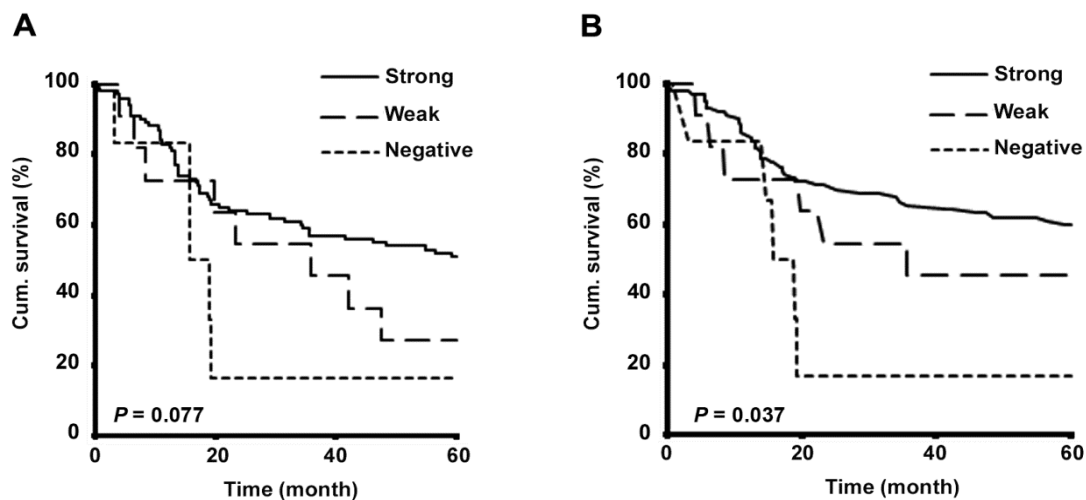 A
Cum. survival (%)
100
80
60
40
20
0
Strong
Weak
Negative
P = 0.077
0 20 40 60
Time (month)
B
Cum. survival (%)
100
80
60
40
20
0
Strong
Weak
Negative
P = 0.037
0 20 40 60
Time (month)